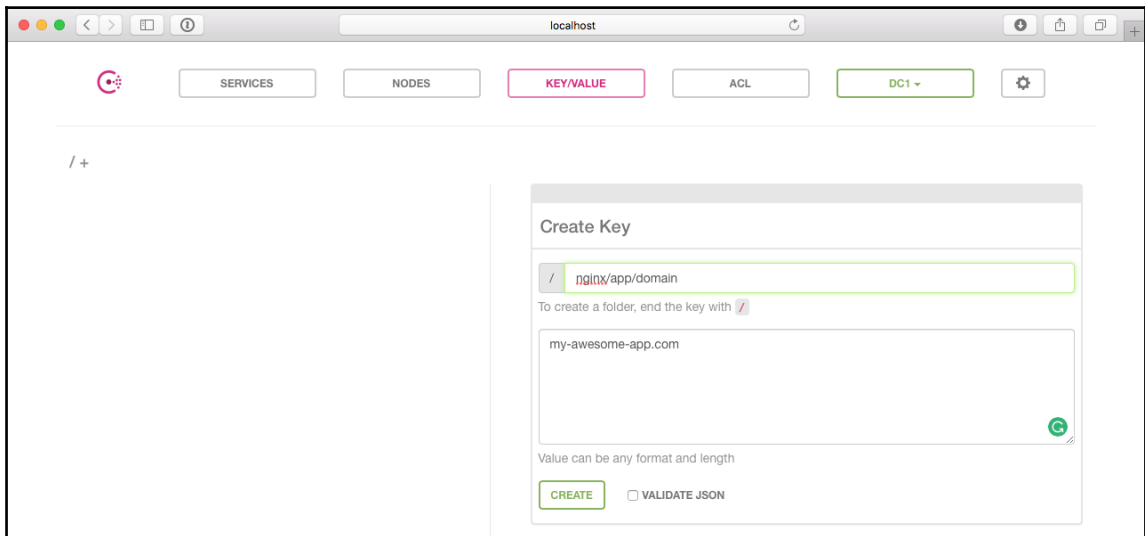 localhost
SERVICES NODES KEY/VALUE ACL DC1
/ +
Create Key
/ nginx/app/domain
To create a folder, end the key with /
my-awesome-app.com
Value can be any format and length
CREATE VALIDATE JSON